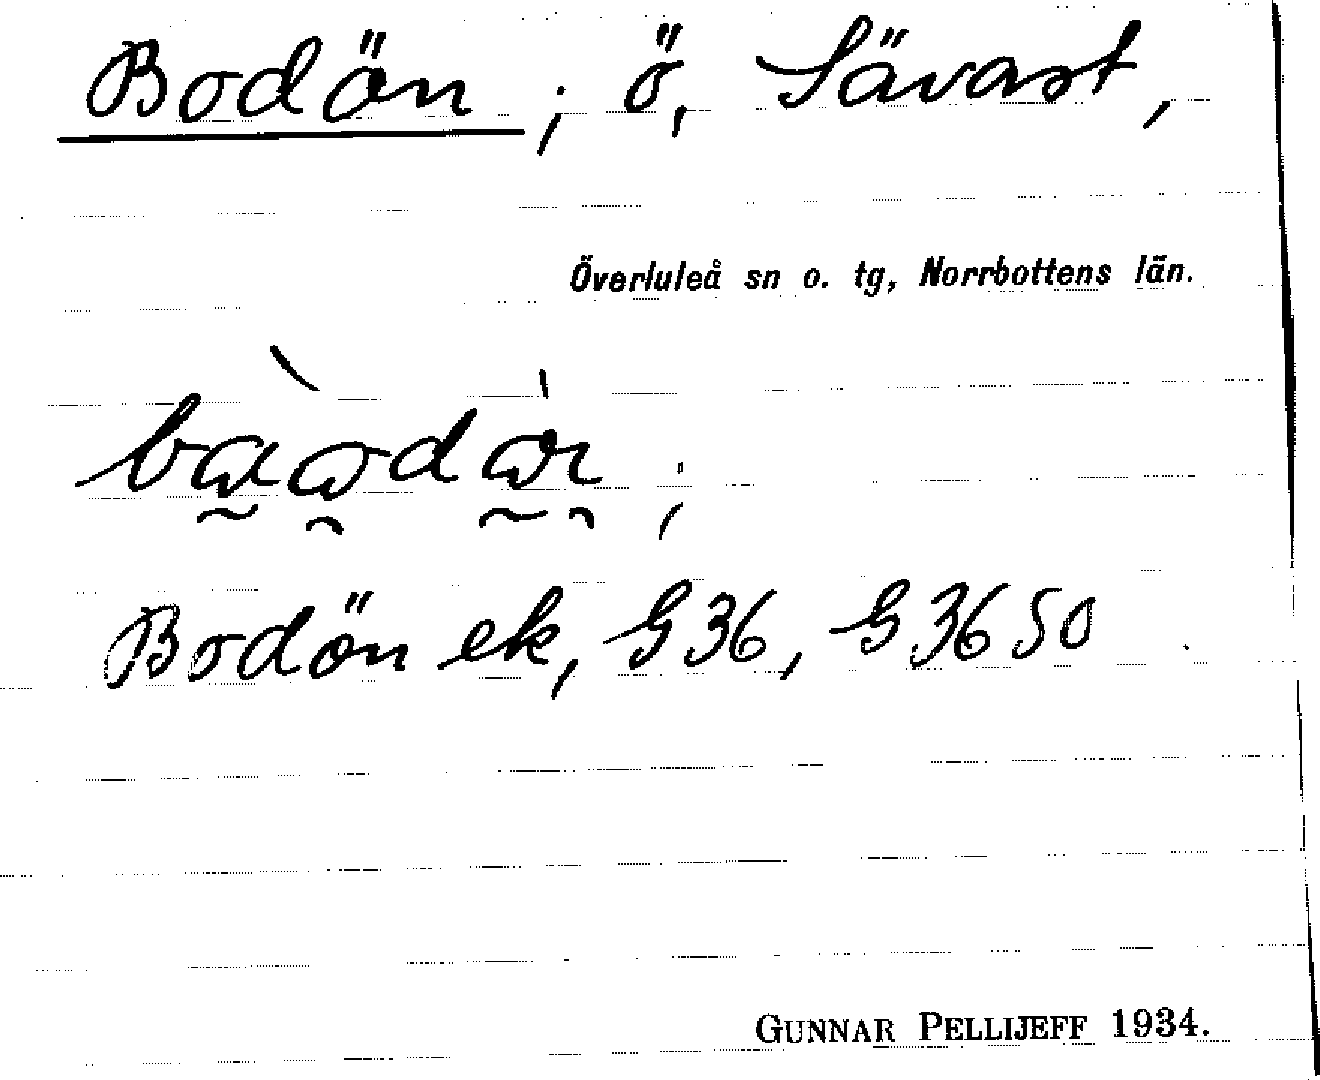 Bodön; ö, Sävast,
Överluleå sn o. tg, Norrbottens län.
Bodön ek, G36, G3650
GUNNAR PELLIJEFF 1934.